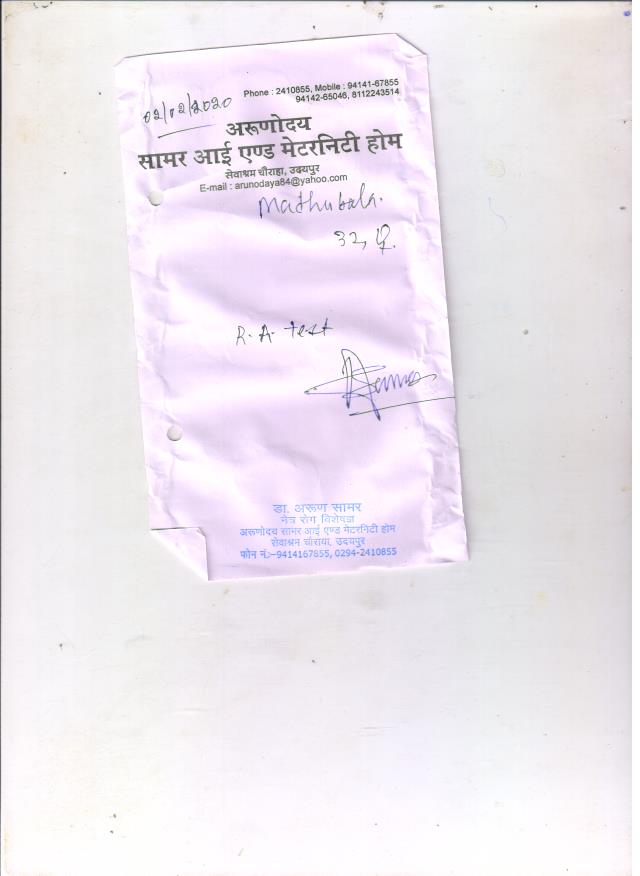 02/02/2020
Phone : 2410855, Mobile : 94141-67855
94142-65046, 8112243514
अरूणोदय
सामर आई एण्ड मेटरनिटी होम
सेवाश्रम चौराहा, उदयपुर
E-mail : arunodaya84@yahoo.com
Madhubala.
32,
R. A. test
डा. अरूण सामर
नेत्र रोग विशेषज्ञ
अरूणोदय सामर आई एण्ड मेटरनिटी होम
सेवाश्रम चौराया, उदयपुर
फोन नं.:-9414167855, 0294-2410855